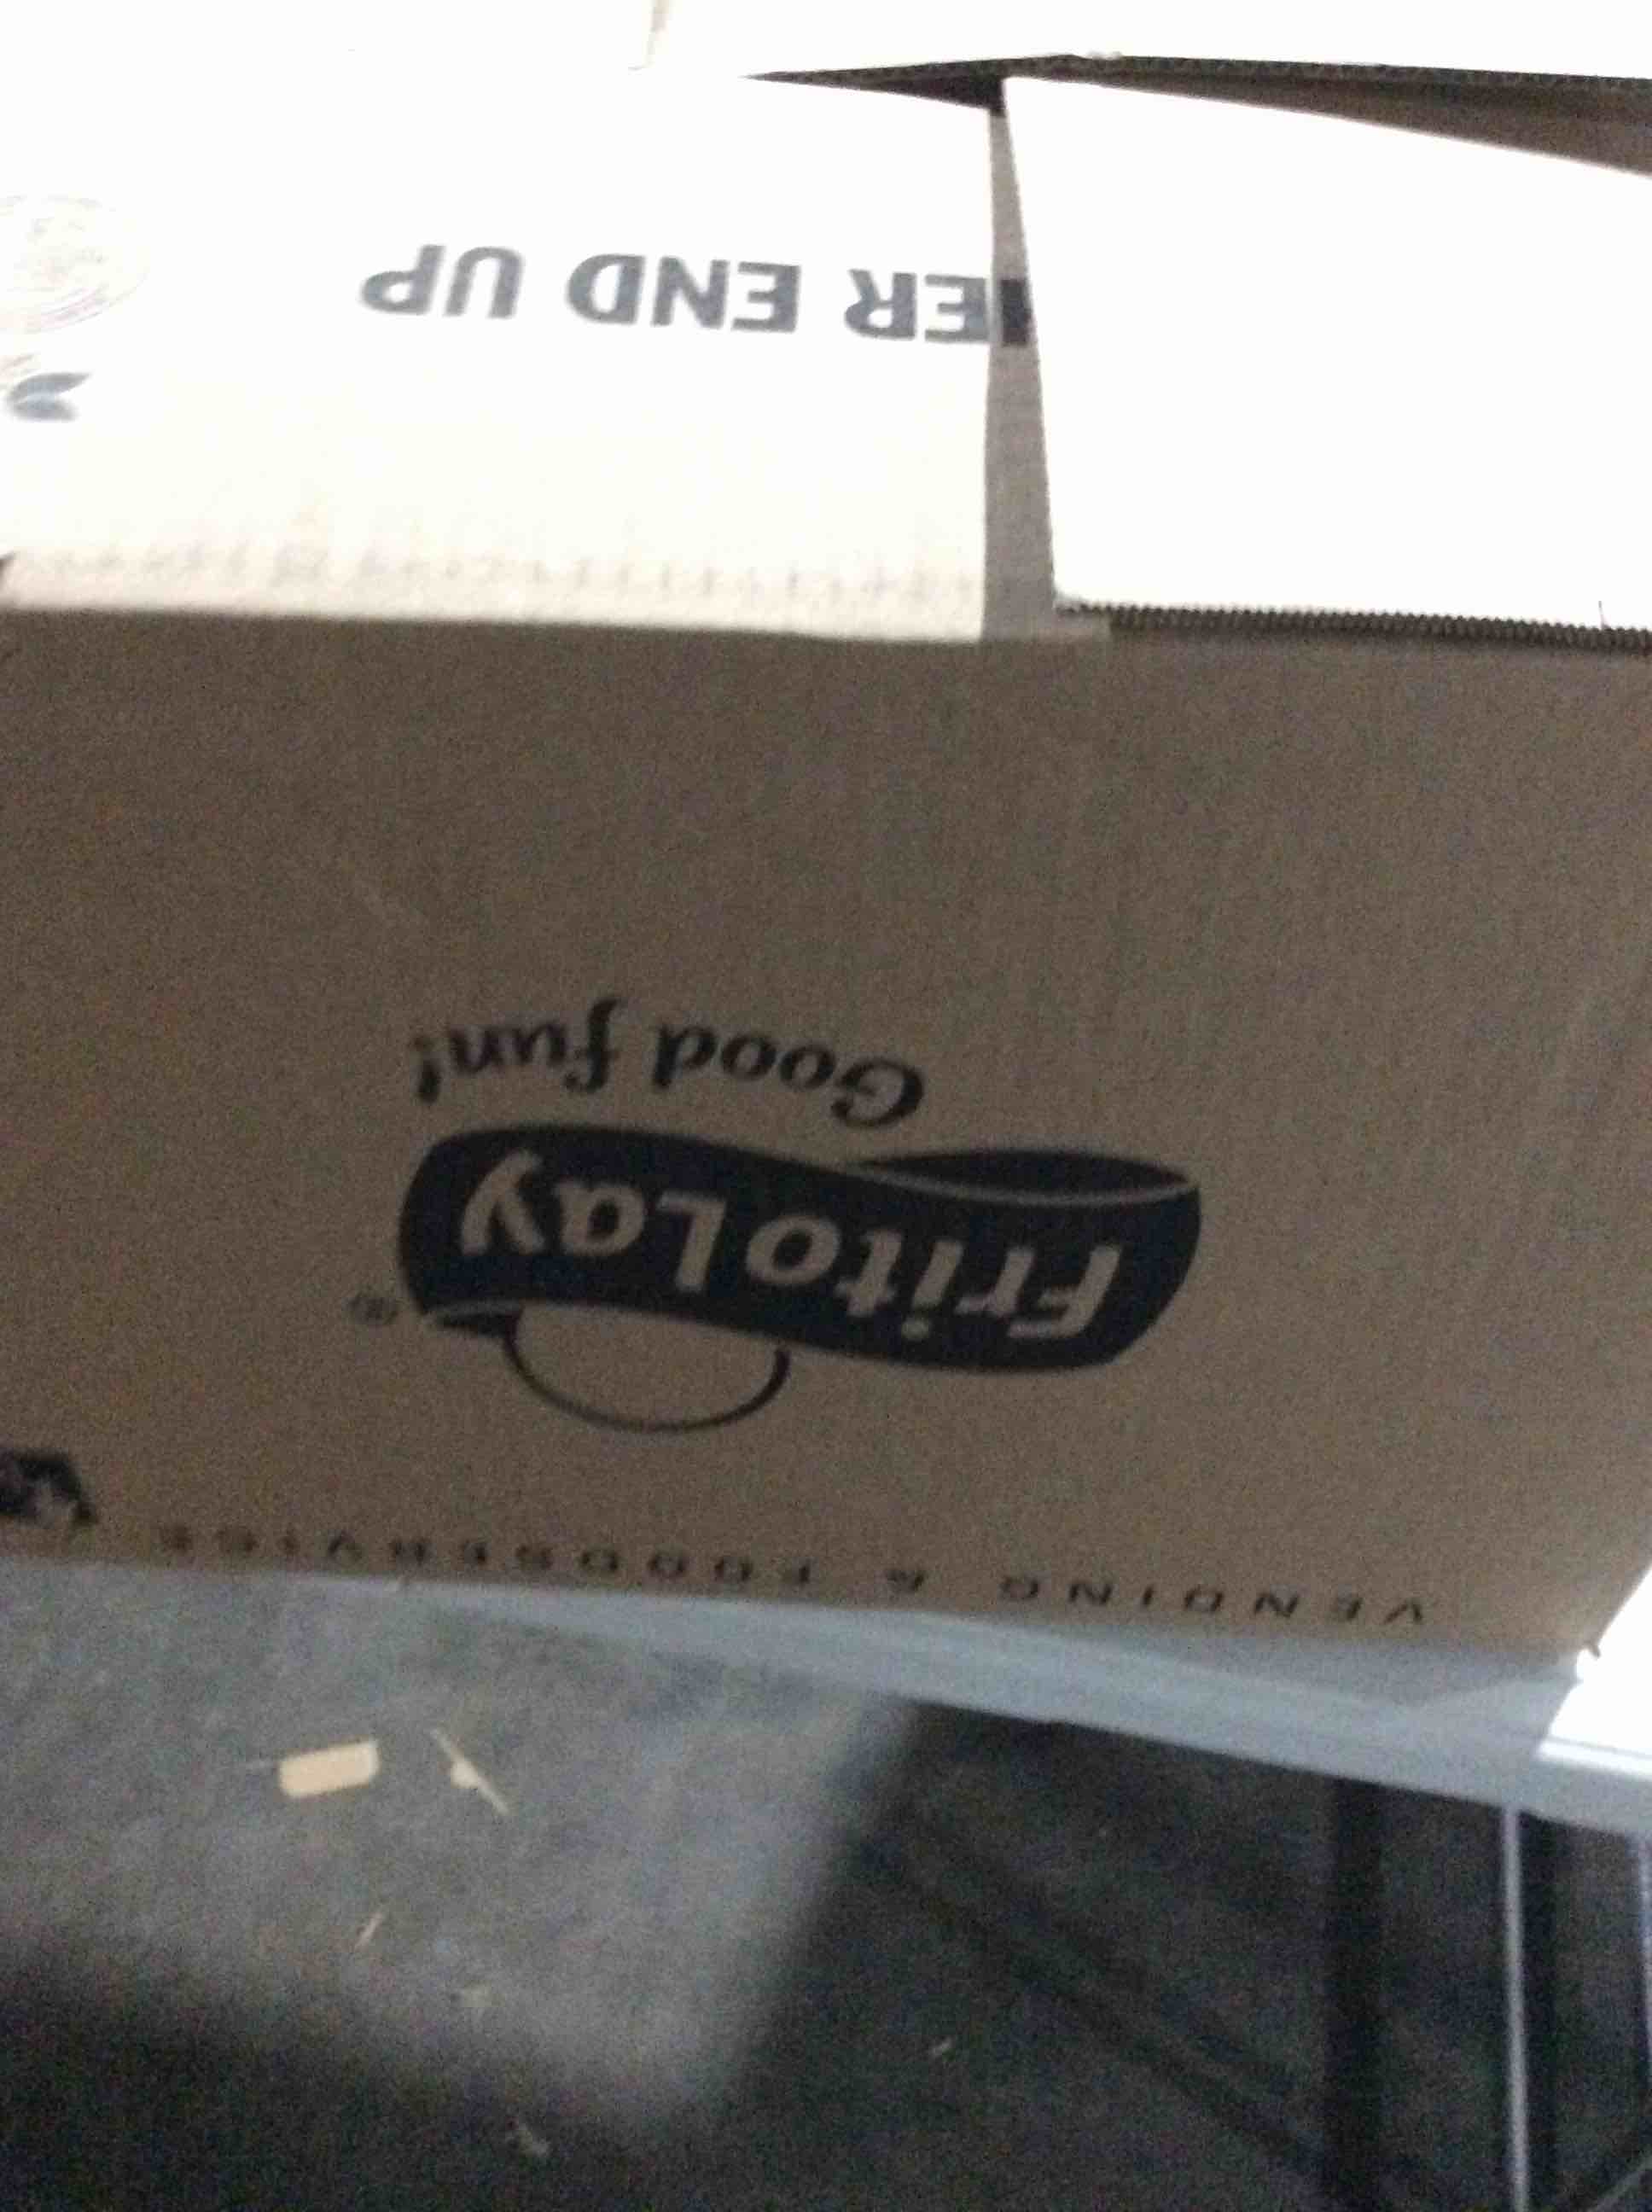 VENDING & FOODSERVICE
FritoLay®
Good fun!
ER END UP